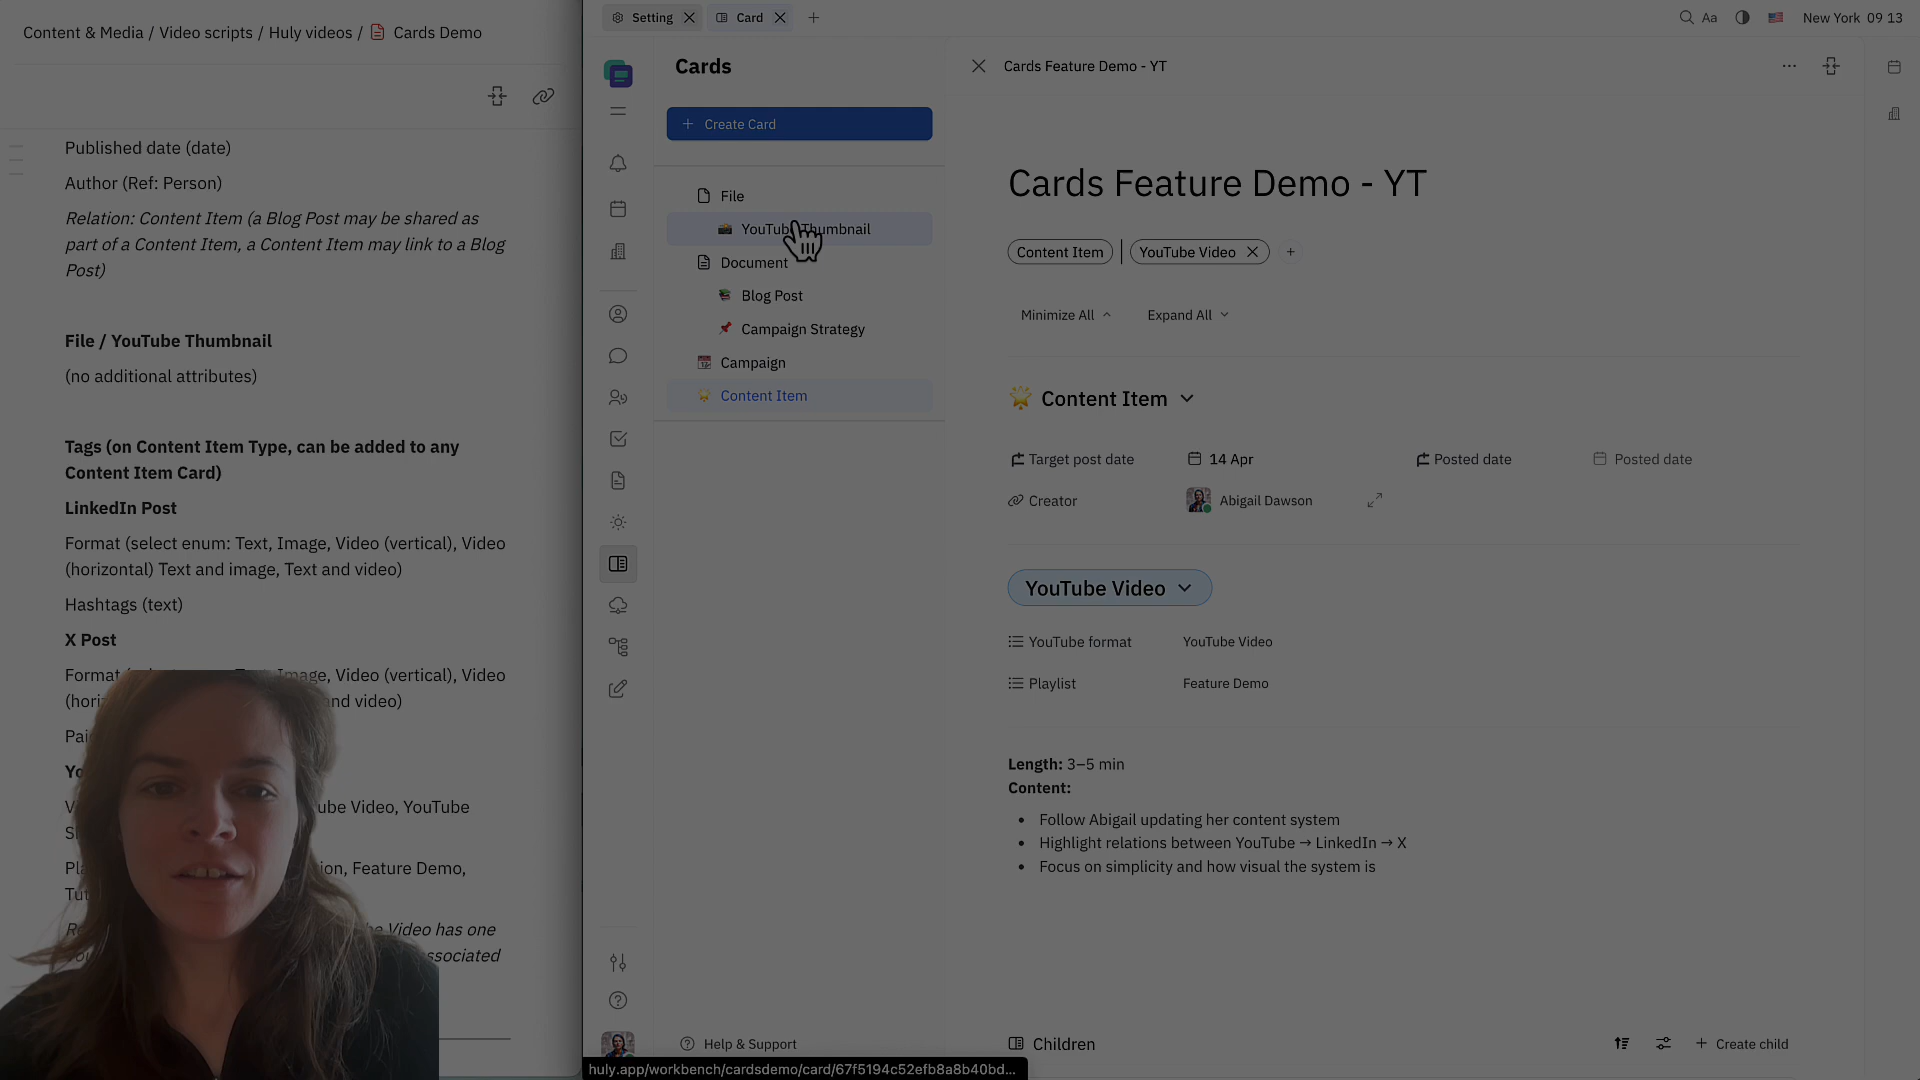 Content & Media / Video scripts / Huly videos / Cards Demo
Published date (date)
Author (Ref: Person)
Relation: Content Item (a Blog Post may be shared as
part of a Content Item, a Content Item may link to a Blog
Post)
File / YouTube Thumbnail
(no additional attributes)
Tags (on Content Item Type, can be added to any
Content Item Card)
LinkedIn Post
Format (select enum: Text, Image, Video (vertical), Video
(horizontal) Text and image, Text and video)
Hashtags (text)
X Post
Format Image, Video (vertical), Video
and video)
ube Video, YouTube
Feature Demo,
Video has one
Setting
Card
Aa
New York 09 13
Cards
Create Card
File
YouTube Thumbnail
Document
Blog Post
Campaign Strategy
Campaign
Content Item
Help & Support
huly.app/workbench/cardsdemo/card/67f5194c52efb8a8b40bd...
Cards Feature Demo - YT
Cards Feature Demo - YT
Content Item
YouTube Video
Minimize All
Expand All
Content Item
Target post date
14 Apr
Posted date
Posted date
Creator
Abigail Dawson
YouTube Video
YouTube format
YouTube Video
Playlist
Feature Demo
Length: 3–5 min
Content:
• Follow Abigail updating her content system
• Highlight relations between YouTube → LinkedIn → X
• Focus on simplicity and how visual the system is
Children
Create child